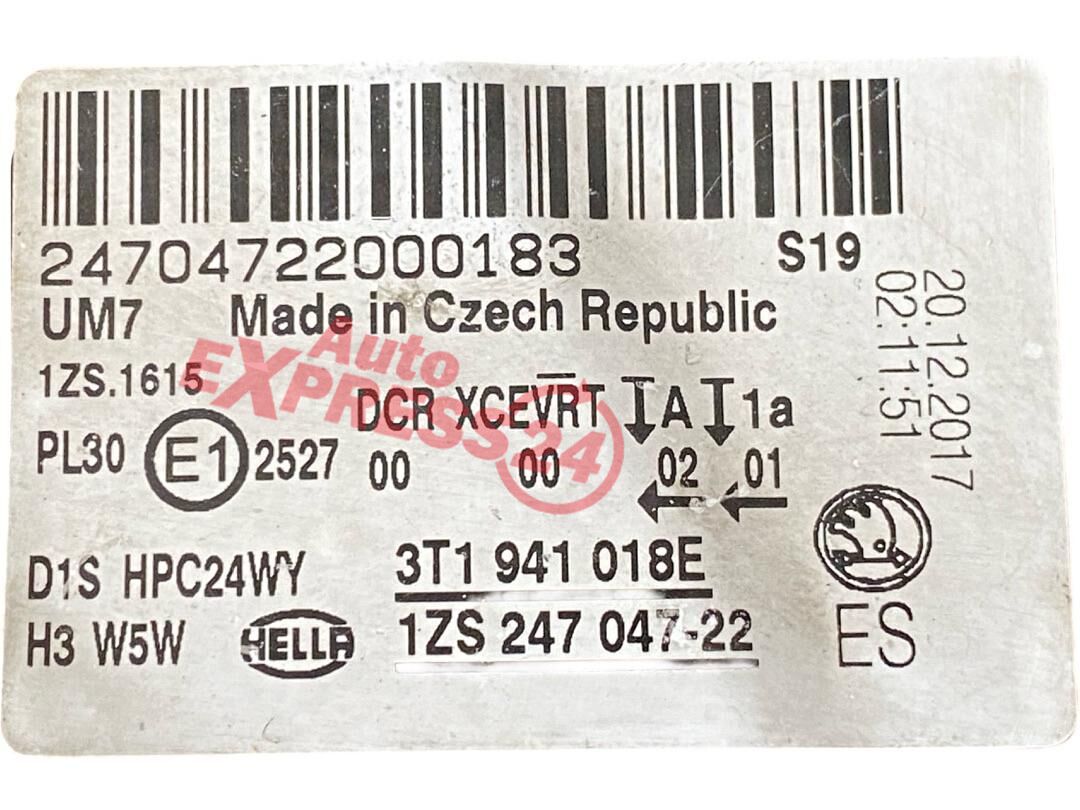 24704722000183 S19
UM7 Made in Czech Republic
20.12.2017
02:11:51
Auto
EXPRESS24
1ZS.1615
DCR XCEVRT A 1a
PL30 E1 2527 00 00 02 01
D1S HPC24WY 3T1 941 018E
H3 W5W HELLA 1ZS 247 047-22 ES